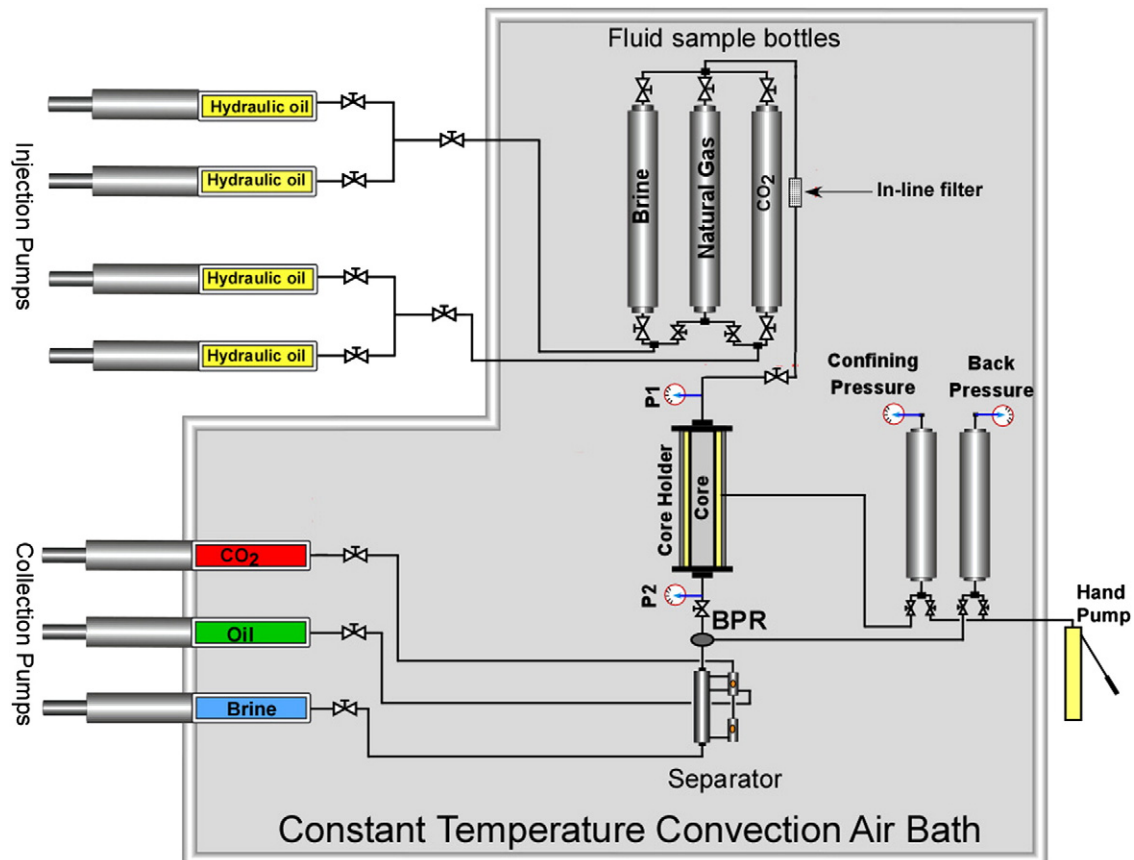 Fluid sample bottles
Injection Pumps
Hydraulic oil
Hydraulic oil
Hydraulic oil
Hydraulic oil
Brine
Natural Gas
CO2
In-line filter
P1
Confining
Pressure
Back
Pressure
Core Holder
Core
P2
BPR
Hand
Pump
Collection Pumps
CO2
Oil
Brine
Separator
Constant Temperature Convection Air Bath